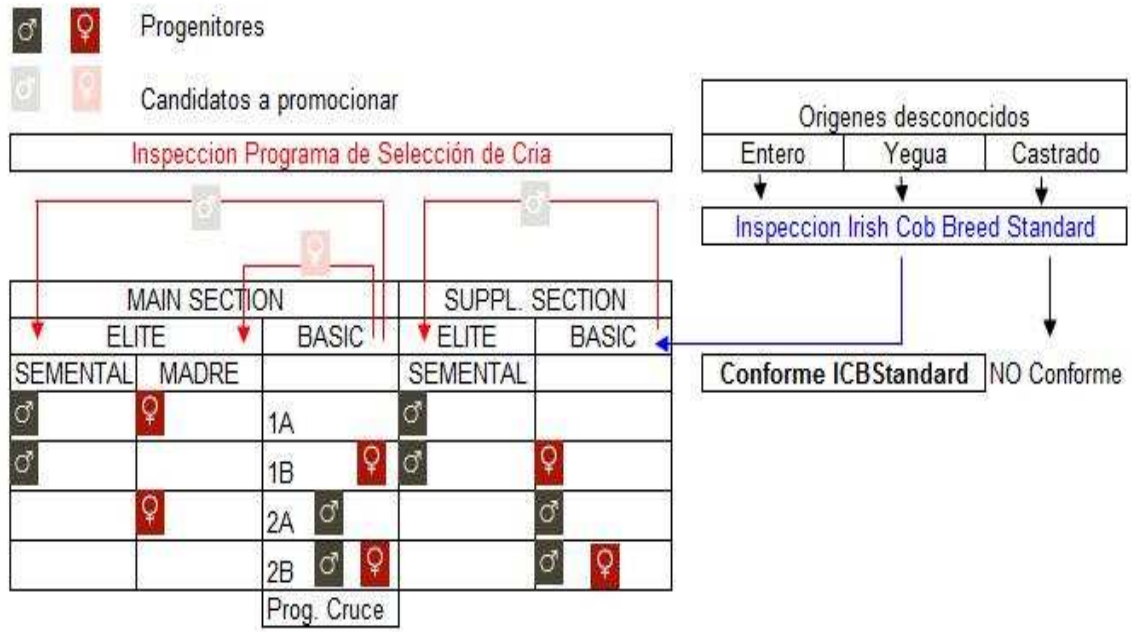 ♂ ♀ Progenitores
♂ ♀ Candidatos a promocionar
Inspeccion Programa de Selección de Cria
MAIN SECTION SUPPL. SECTION
ELITE BASIC ELITE BASIC
SEMENTAL MADRE SEMENTAL
1A
1B
2A
2B
Prog. Cruce
Origenes desconocidos
Entero Yegua Castrado
Inspeccion Irish Cob Breed Standard
Conforme ICBStandard NO Conforme